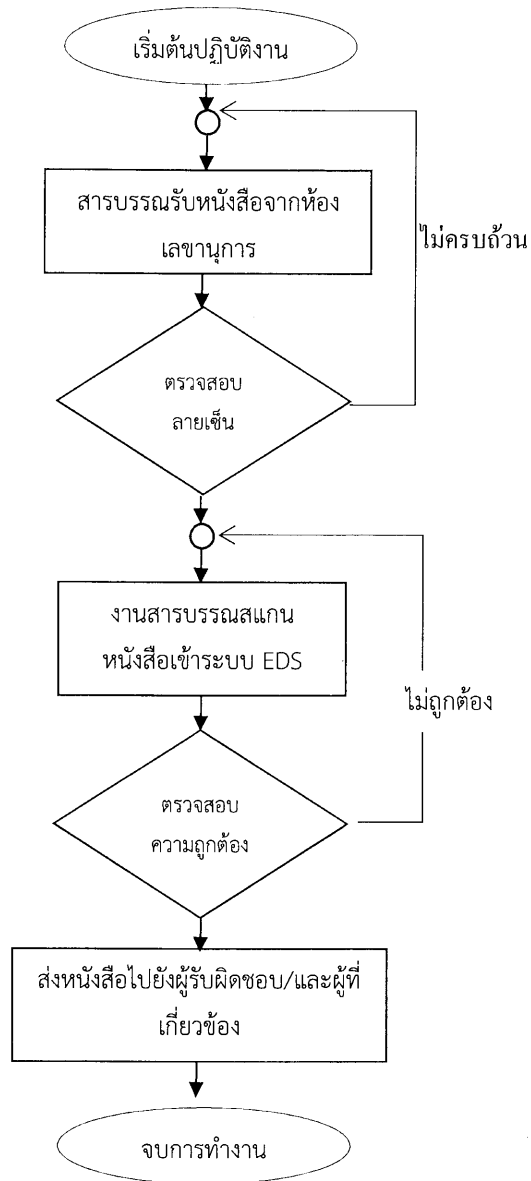 เริ่มต้นปฏิบัติงาน
สารบรรณรับหนังสือจากห้อง
เลขานุการ
ไม่ครบถ้วน
ตรวจสอบ
ลายเซ็น
งานสารบรรณสแกน
หนังสือเข้าระบบ EDS
ไม่ถูกต้อง
ตรวจสอบ
ความถูกต้อง
ส่งหนังสือไปยังผู้รับผิดชอบ/และผู้ที่
เกี่ยวข้อง
จบการทำงาน